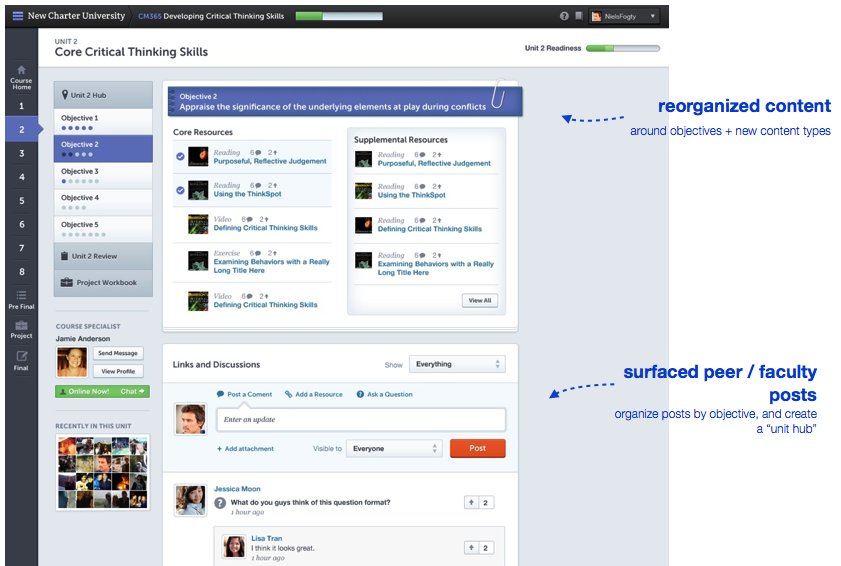 New Charter University
CM365 Developing Critical Thinking Skills
NielsFogty
UNIT 2
Core Critical Thinking Skills
Unit 2 Readiness
Course
Home
1
2
3
4
5
6
7
8
Pre Final
Project
Final
Unit 2 Hub
Objective 1
Objective 2
Objective 3
Objective 4
Objective 5
Unit 2 Review
Project Workbook
COURSE SPECIALIST
Jamie Anderson
Send Message
View Profile
Online Now!
Chat
RECENTLY IN THIS UNIT
Objective 2
Appraise the significance of the underlying elements at play during conflicts
Core Resources
Reading 6 2
Purposeful, Reflective Judgement
Reading 6 2
Using the ThinkSpot
Video 6 2
Defining Critical Thinking Skills
Exercise 6 2
Examining Behaviors with a Really
Long Title Here
Video 6 2
Defining Critical Thinking Skills
Supplemental Resources
Reading 6 2
Purposeful, Reflective Judgement
Reading 6 2
Using the ThinkSpot
Reading 6 2
Defining Critical Thinking Skills
Reading 6 2
Examining Behaviors with a Really
Long Title Here
View All
Links and Discussions
Show
Everything
Post a Coment
Add a Resource
Ask a Question
Enter an update
+ Add attachment
Visible to
Everyone
Post
Jessica Moon
What do you guys think of this question format?
1 hour ago
2
Lisa Tran
I think it looks great.
1 hour ago
2
reorganized content
around objectives + new content types
surfaced peer / faculty
posts
organize posts by objective, and create
a “unit hub”